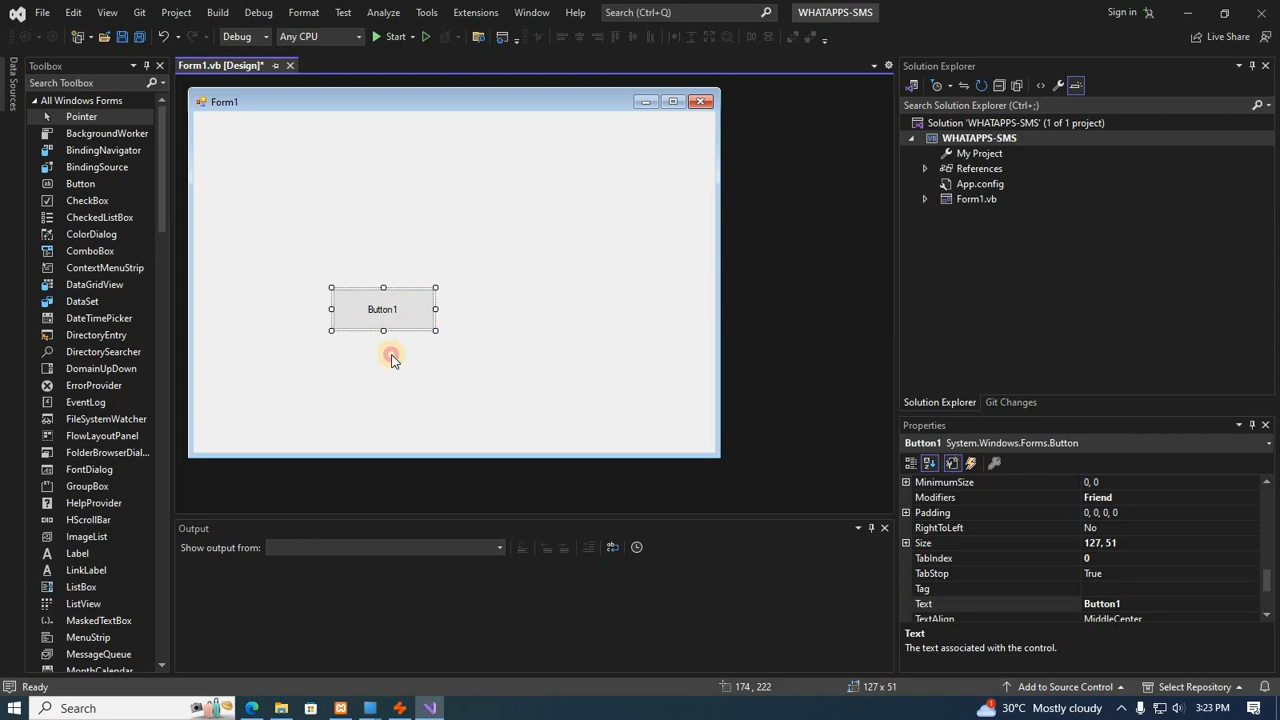 File Edit View Git Project Build Debug Format Test Analyze Tools Extensions Window Help Search (Ctrl+Q) WHATAPPS-SMS Sign in
Debug Any CPU Start Live Share
Data Sources
Toolbox
Search Toolbox
All Windows Forms
Pointer
BackgroundWorker
BindingNavigator
BindingSource
Button
CheckBox
CheckedListBox
ColorDialog
ComboBox
ContextMenuStrip
DataGridView
DataSet
DateTimePicker
DirectoryEntry
DirectorySearcher
DomainUpDown
ErrorProvider
EventLog
FileSystemWatcher
FlowLayoutPanel
FolderBrowserDialo...
FontDialog
GroupBox
HelpProvider
HScrollBar
ImageList
Label
LinkLabel
ListBox
ListView
MaskedTextBox
MenuStrip
MessageQueue
MonthCalendar
Form1.vb [Design]*
Form1
Button1
Output
Show output from:
Solution Explorer
Search Solution Explorer (Ctrl+;)
Solution 'WHATAPPS-SMS' (1 of 1 project)
VB WHATAPPS-SMS
My Project
References
App.config
Form1.vb
Solution Explorer Git Changes
Properties
Button1 System.Windows.Forms.Button
MinimumSize 0, 0
Modifiers Friend
Padding 0, 0, 0, 0
RightToLeft No
Size 127, 51
TabIndex 0
TabStop True
Tag
Text Button1
TextAlign MiddleCenter
Text
The text associated with the control.
Ready 174 , 222 127 x 51 Add to Source Control Select Repository
Search 30°C Mostly cloudy 3:23 PM